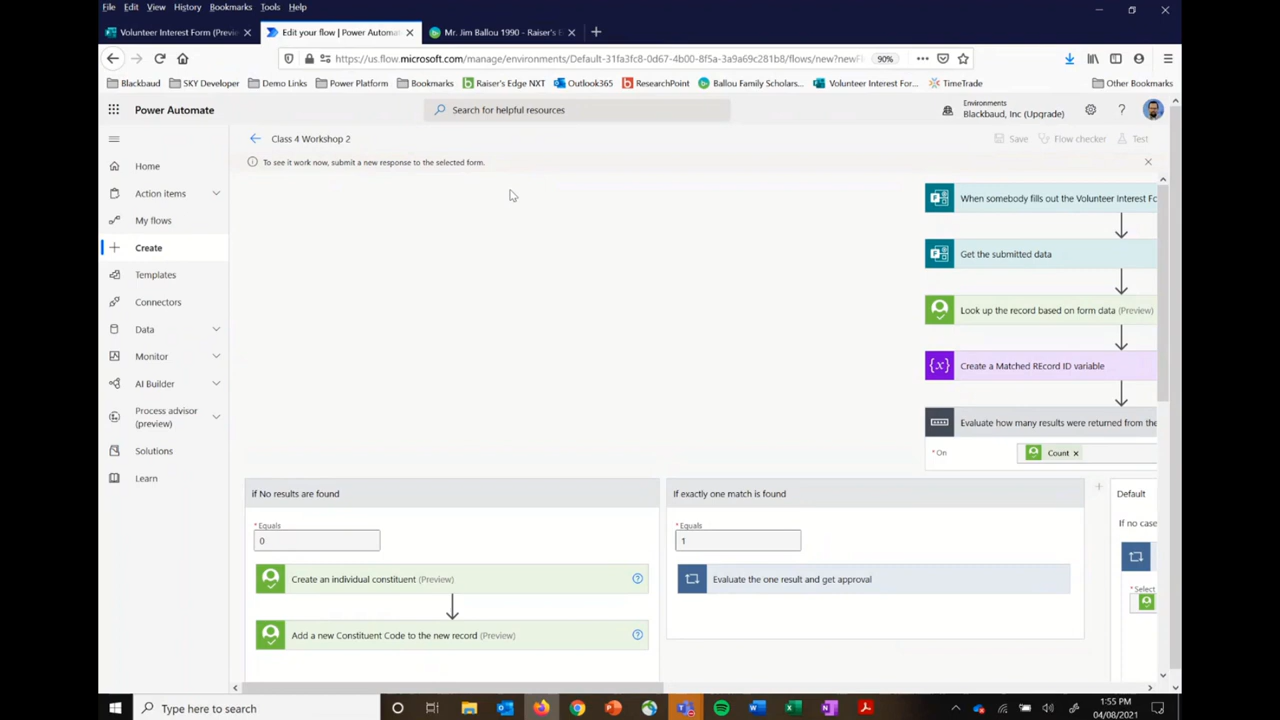 File Edit View History Bookmarks Tools Help
Volunteer Interest Form (Previe × Edit your flow | Power Automate × Mr. Jim Ballou 1990 - Raiser's E ×
https://us.flow.microsoft.com/manage/environments/Default-31fa3fc8-0d67-4b00-8f5a-3a9a69c281b8/flows/new?newFl 90%
Blackbaud SKY Developer Demo Links Power Platform Bookmarks Raiser's Edge NXT Outlook365 ResearchPoint Ballou Family Scholars... Volunteer Interest For... TimeTrade Other Bookmarks
Power Automate
Search for helpful resources
Environments
Blackbaud, Inc (Upgrade)
Class 4 Workshop 2
Save Flow checker Test
To see it work now, submit a new response to the selected form.
Home
Action items
My flows
Create
Templates
Connectors
Data
Monitor
AI Builder
Process advisor
(preview)
Solutions
Learn
When somebody fills out the Volunteer Interest Fo
Get the submitted data
Look up the record based on form data (Preview)
{x} Create a Matched REcord ID variable
Evaluate how many results were returned from the
* On Count ×
if No results are found
* Equals
0
Create an individual constituent (Preview)
Add a new Constituent Code to the new record (Preview)
If exactly one match is found
* Equals
1
Evaluate the one result and get approval
Default
If no case
* Select
Type here to search
1:55 PM
04/08/2021